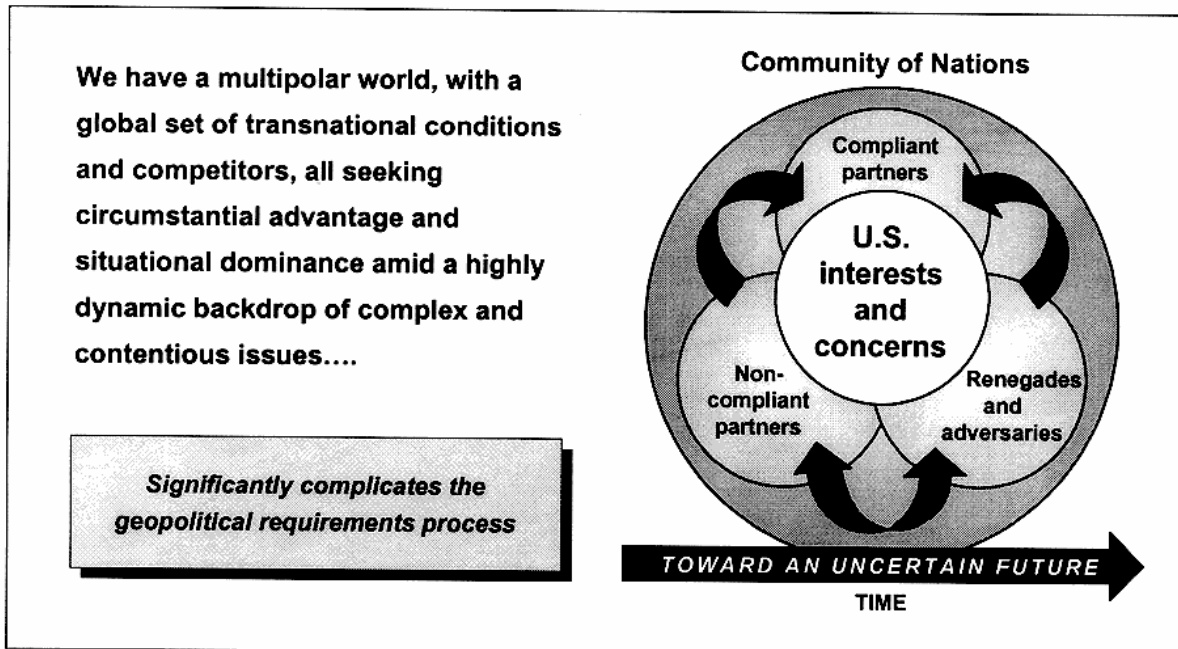 We have a multipolar world, with a
global set of transnational conditions
and competitors, all seeking
circumstantial advantage and
situational dominance amid a highly
dynamic backdrop of complex and
contentious issues....
Significantly complicates the
geopolitical requirements process
Community of Nations
Compliant
partners
U.S.
interests
and
concerns
Non-
compliant
partners
Renegades
and
adversaries
TOWARD AN UNCERTAIN FUTURE
TIME